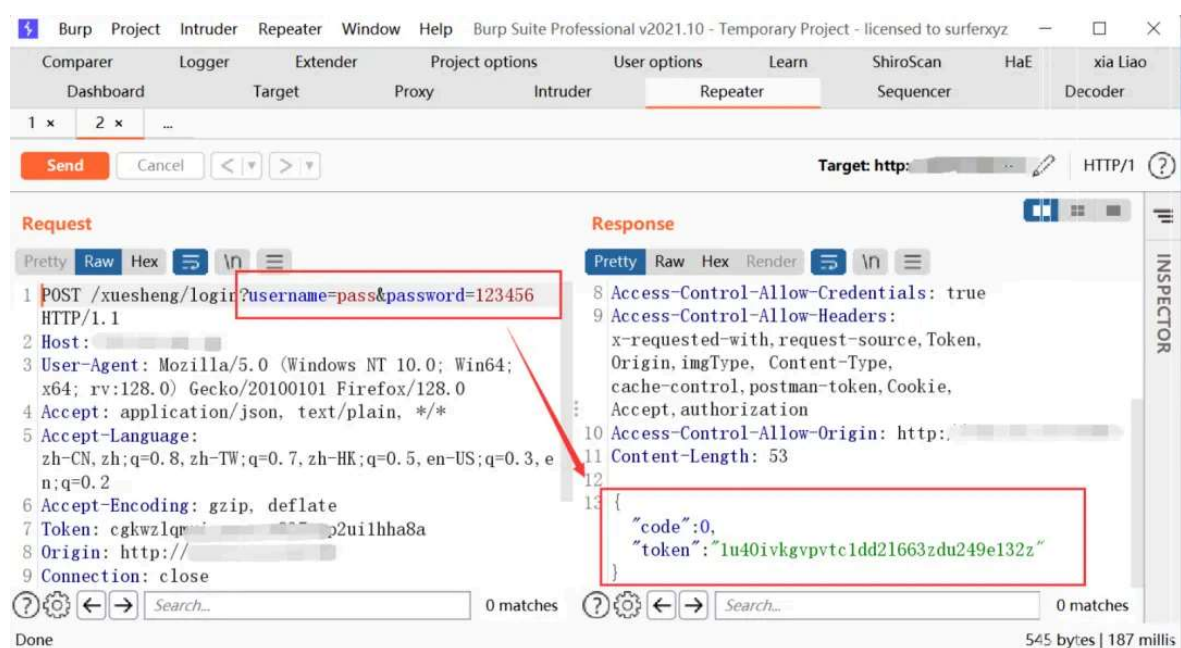 Burp Project Intruder Repeater Window Help Burp Suite Professional v2021.10 - Temporary Project - licensed to surferxyz
Comparer Logger Extender Project options User options Learn ShiroScan HaE xia Liao
Dashboard Target Proxy Intruder Repeater Sequencer Decoder
1 × 2 × ...
Send Cancel < > Target: http: HTTP/1
Request
Pretty Raw Hex \n
1 POST /xuesheng/login?username=pass&password=123456
HTTP/1.1
2 Host:
3 User-Agent: Mozilla/5.0 (Windows NT 10.0; Win64;
x64; rv:128.0) Gecko/20100101 Firefox/128.0
4 Accept: application/json, text/plain, */*
5 Accept-Language:
zh-CN,zh;q=0.8,zh-TW;q=0.7,zh-HK;q=0.5,en-US;q=0.3,e
n;q=0.2
6 Accept-Encoding: gzip, deflate
7 Token:
8 Origin: http://
9 Connection: close
Search... 0 matches
Response
Pretty Raw Hex Render \n
8 Access-Control-Allow-Credentials: true
9 Access-Control-Allow-Headers:
x-requested-with,request-source,Token,
Origin,imgType, Content-Type,
cache-control,postman-token,Cookie,
Accept,authorization
10 Access-Control-Allow-Origin: http:/
11 Content-Length: 53
12
13 {
"code":0,
"token":"1u40ivkgvpvtc1dd21663zdu249e132z"
}
Search... 0 matches
INSPECTOR
Done 545 bytes | 187 millis